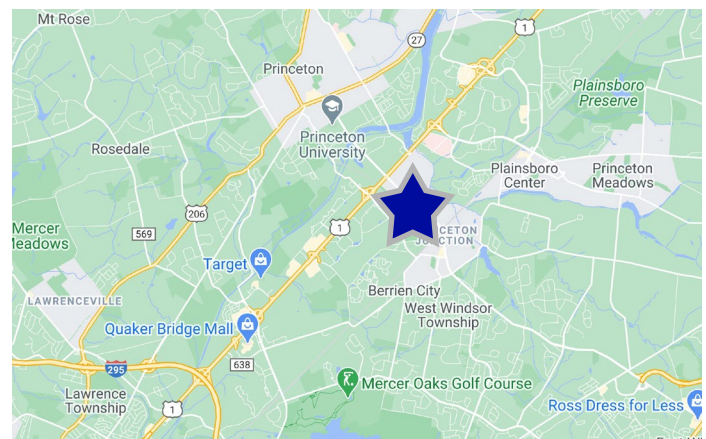 Mt Rose
1
27
Princeton
Plainsboro
Preserve
Princeton
University
Rosedale
Plainsboro
Center
Princeton
Meadows
206
Mercer
569
1
CETON
Target
LAWRENCEVILLE
Berrien City
West Windsor
Township
Quaker Bridge Mall
638
295
Mercer Oaks Golf Course
Lawrence
Township
1
Ross Dress for Less